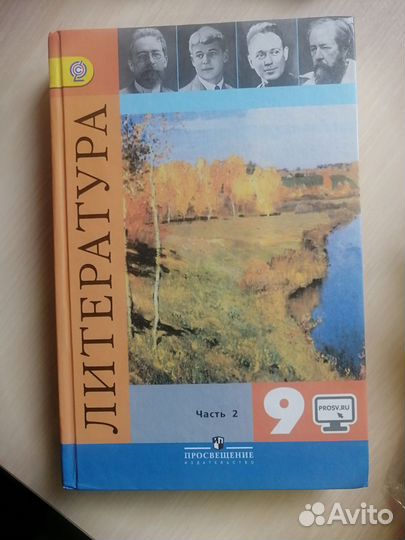 ЛИТЕРАТУРА
Часть 2
9
PROSV.RU
ПРОСВЕЩЕНИЕ
ИЗДАТЕЛЬСТВО
Avito